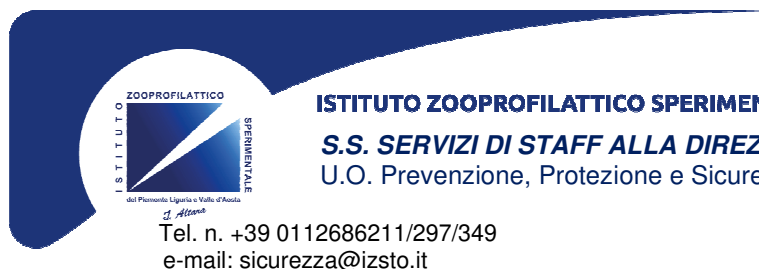 ZOOPROFILATTICO
ISTITUTO
SPERIMENTALE
del Piemonte Liguria e Valle d'Aosta
ISTITUTO ZOOPROFILATTICO SPERIMEN
S.S. SERVIZI DI STAFF ALLA DIREZ
U.O. Prevenzione, Protezione e Sicure
Tel. n. +39 0112686211/297/349
e-mail: sicurezza@izsto.it